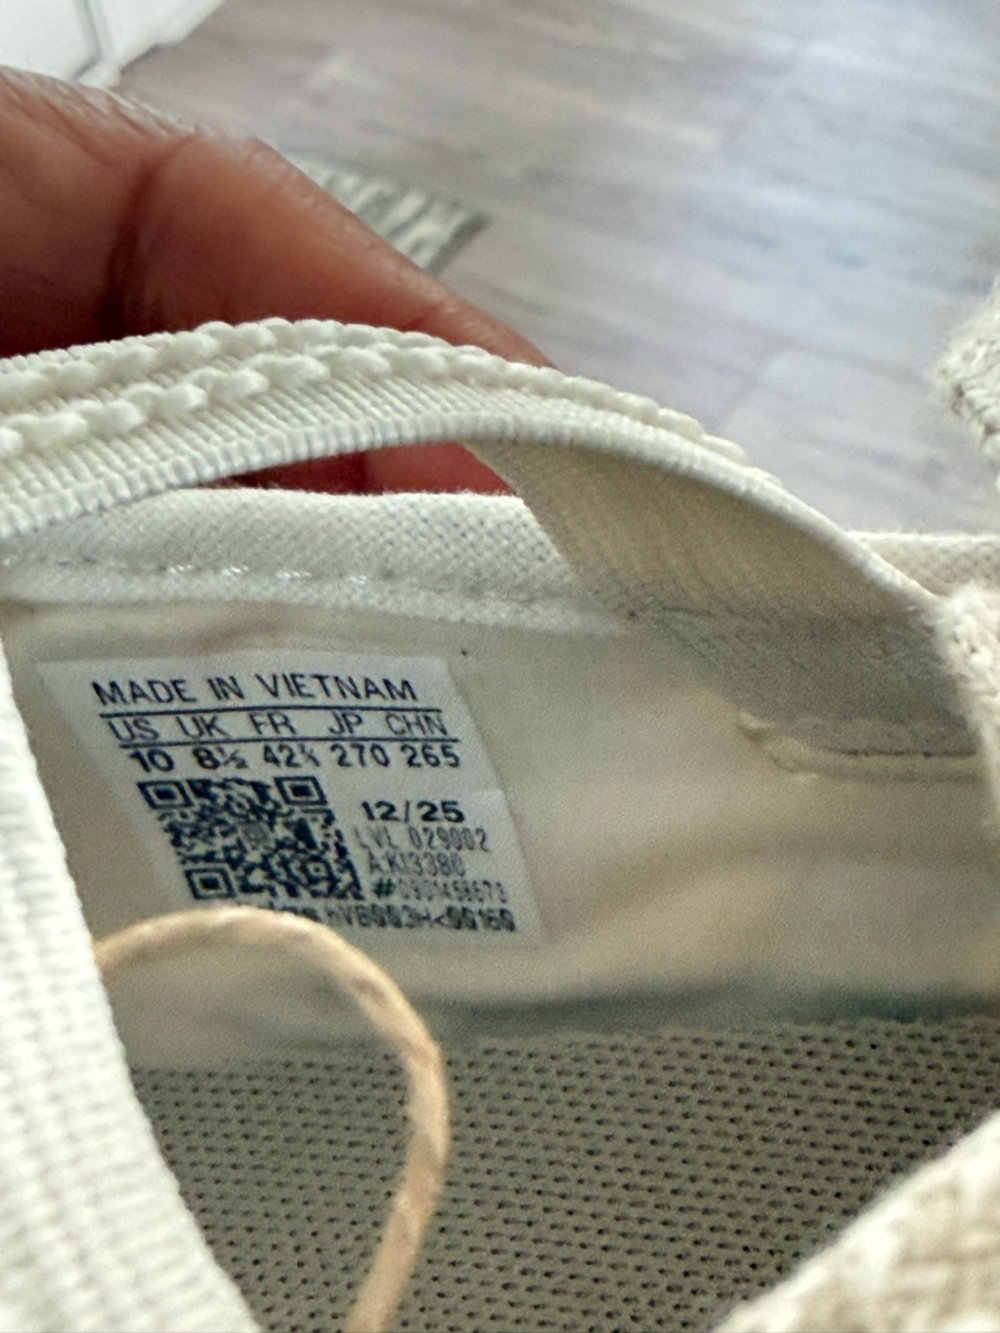 MADE IN VIETNAM
US UK FR JP CHN
10 8½ 42⅔ 270 265
12/25
LVL 029002